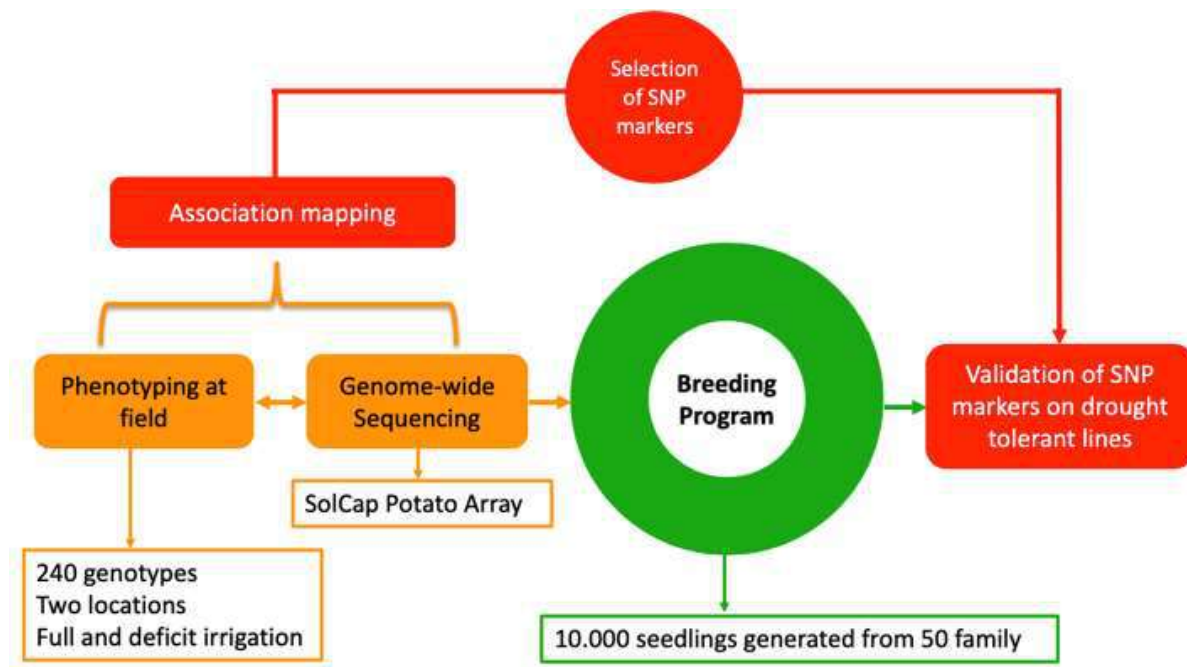 Selection
of SNP
markers
Association mapping
Phenotyping at
field
Genome-wide
Sequencing
Breeding
Program
Validation of SNP
markers on drought
tolerant lines
SolCap Potato Array
240 genotypes
Two locations
Full and deficit irrigation
10.000 seedlings generated from 50 family